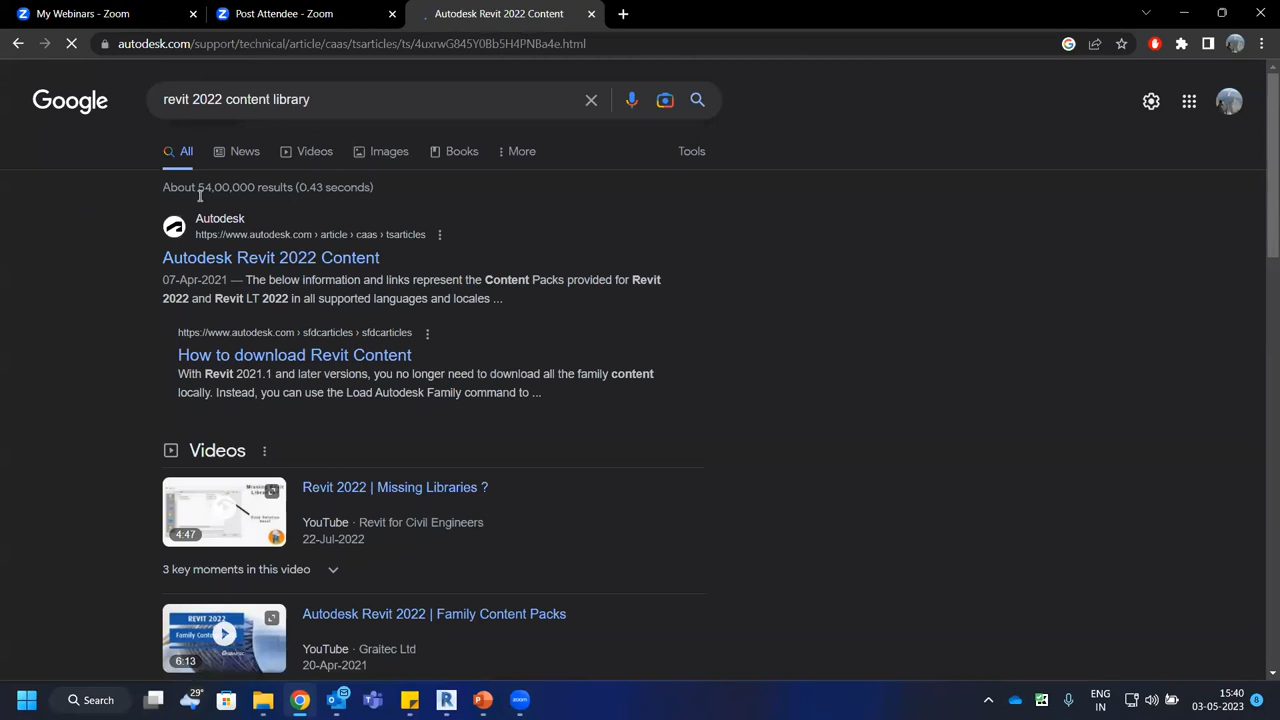 My Webinars - Zoom
Post Attendee - Zoom
Autodesk Revit 2022 Content
autodesk.com/support/technical/article/caas/tsarticles/ts/4uxrwG845Y0Bb5H4PNBa4e.html
Google
revit 2022 content library
All
News
Videos
Images
Books
More
Tools
About 54,00,000 results (0.43 seconds)
Autodesk
https://www.autodesk.com › article › caas › tsarticles
Autodesk Revit 2022 Content
07-Apr-2021 — The below information and links represent the Content Packs provided for Revit
2022 and Revit LT 2022 in all supported languages and locales ...
https://www.autodesk.com › sfdcarticles › sfdcarticles
How to download Revit Content
With Revit 2021.1 and later versions, you no longer need to download all the family content
locally. Instead, you can use the Load Autodesk Family command to ...
Videos
4:47
Revit 2022 | Missing Libraries ?
YouTube · Revit for Civil Engineers
22-Jul-2022
3 key moments in this video
REVIT 2022
6:13
Autodesk Revit 2022 | Family Content Packs
YouTube · Graitec Ltd
20-Apr-2021
Search
29°
ENG
IN
15:40
03-05-2023
8